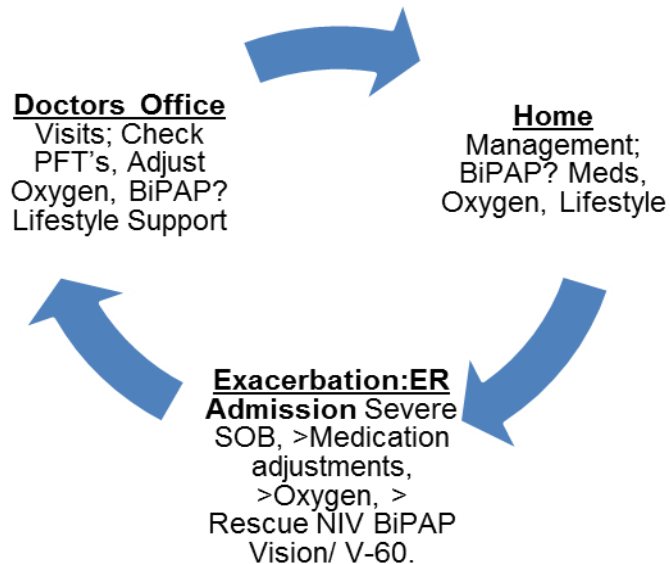 Doctors Office
Visits; Check
PFT's, Adjust
Oxygen, BiPAP?
Lifestyle Support
Home
Management;
BiPAP? Meds,
Oxygen, Lifestyle
Exacerbation:ER
Admission Severe
SOB, >Medication
adjustments,
>Oxygen, >
Rescue NIV BiPAP
Vision/ V-60.